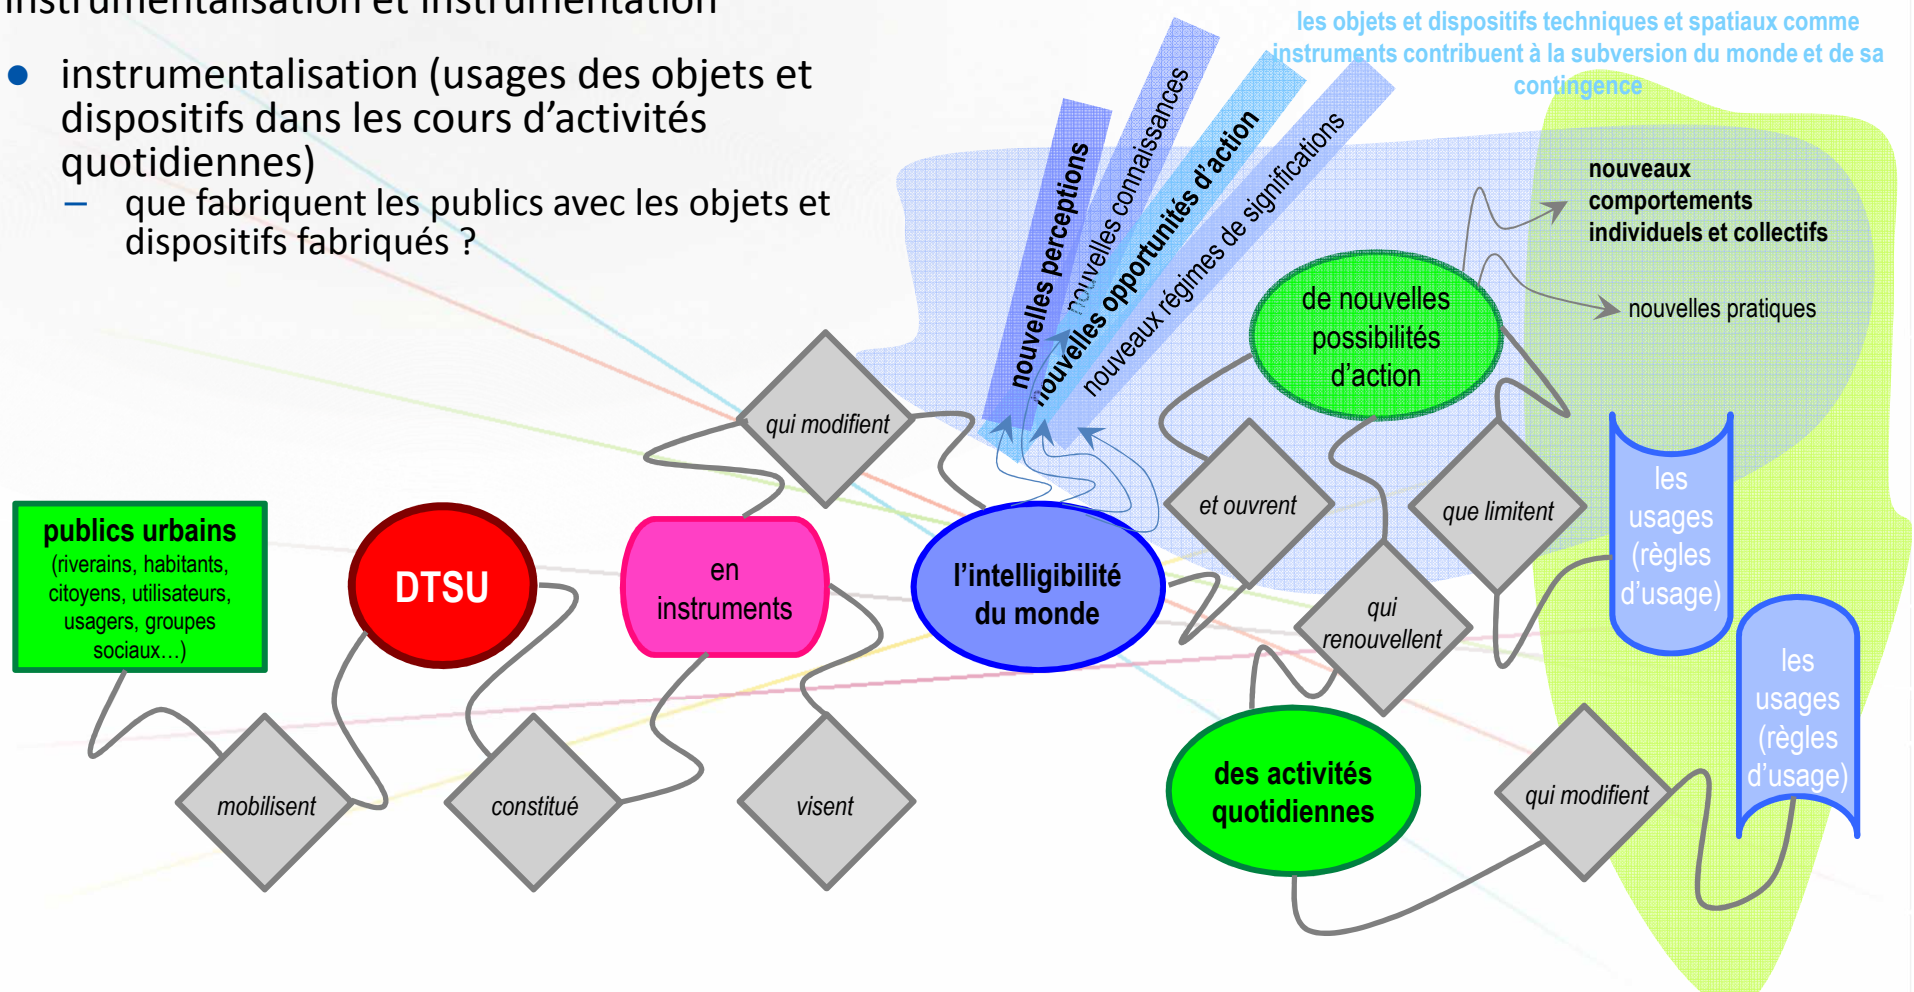 instrumentalisation et instrumentation
instrumentalisation (usages des objets et
dispositifs dans les cours d’activités
quotidiennes)
– que fabriquent les publics avec les objets et
dispositifs fabriqués ?
les objets et dispositifs techniques et spatiaux comme
instruments contribuent à la subversion du monde et de sa
contingence
nouvelles perceptions
nouvelles connaissances
nouvelles opportunités d’action
nouveaux régimes de significations
nouveaux
comportements
individuels et collectifs
nouvelles pratiques
de nouvelles
possibilités
d’action
qui modifient
et ouvrent
que limitent
les
usages
(règles
d’usage)
publics urbains
(riverains, habitants,
citoyens, utilisateurs,
usagers, groupes
sociaux…)
DTSU
en
instruments
l’intelligibilité
du monde
qui
renouvellent
les
usages
(règles
d’usage)
mobilisent
constitué
visent
des activités
quotidiennes
qui modifient